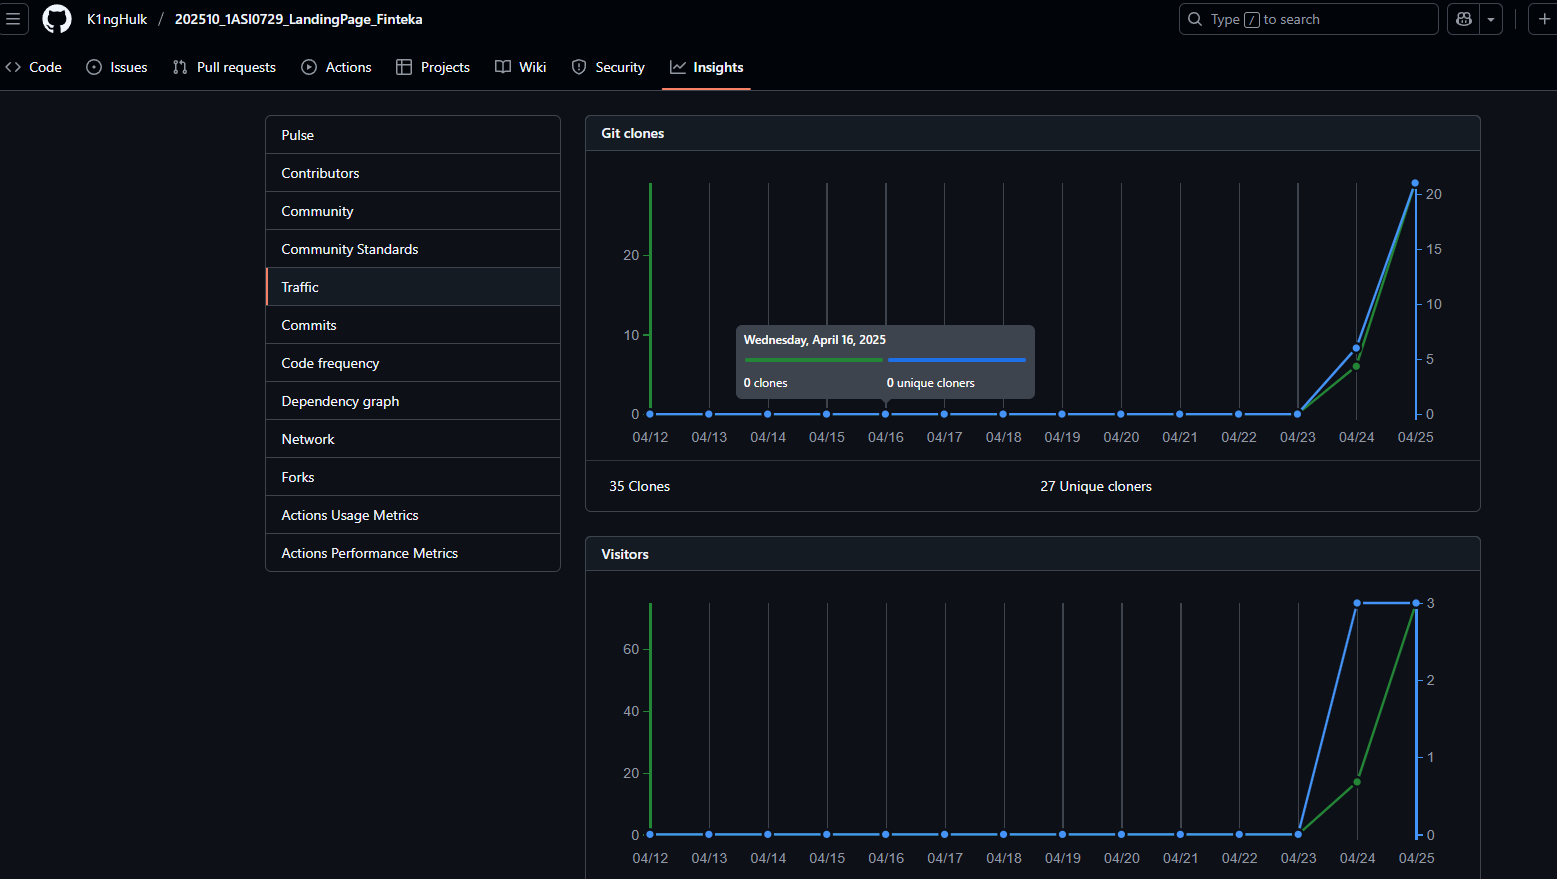 K1ngHulk / 202510_1ASI0729_LandingPage_Finteka
Type / to search
Code Issues Pull requests Actions Projects Wiki Security Insights
Pulse
Contributors
Community
Community Standards
Traffic
Commits
Code frequency
Dependency graph
Network
Forks
Actions Usage Metrics
Actions Performance Metrics
Git clones
20
10
0
20
15
10
5
0
Wednesday, April 16, 2025
0 clones 0 unique cloners
04/12 04/13 04/14 04/15 04/16 04/17 04/18 04/19 04/20 04/21 04/22 04/23 04/24 04/25
35 Clones 27 Unique cloners
Visitors
60
40
20
0
3
2
1
0
04/12 04/13 04/14 04/15 04/16 04/17 04/18 04/19 04/20 04/21 04/22 04/23 04/24 04/25